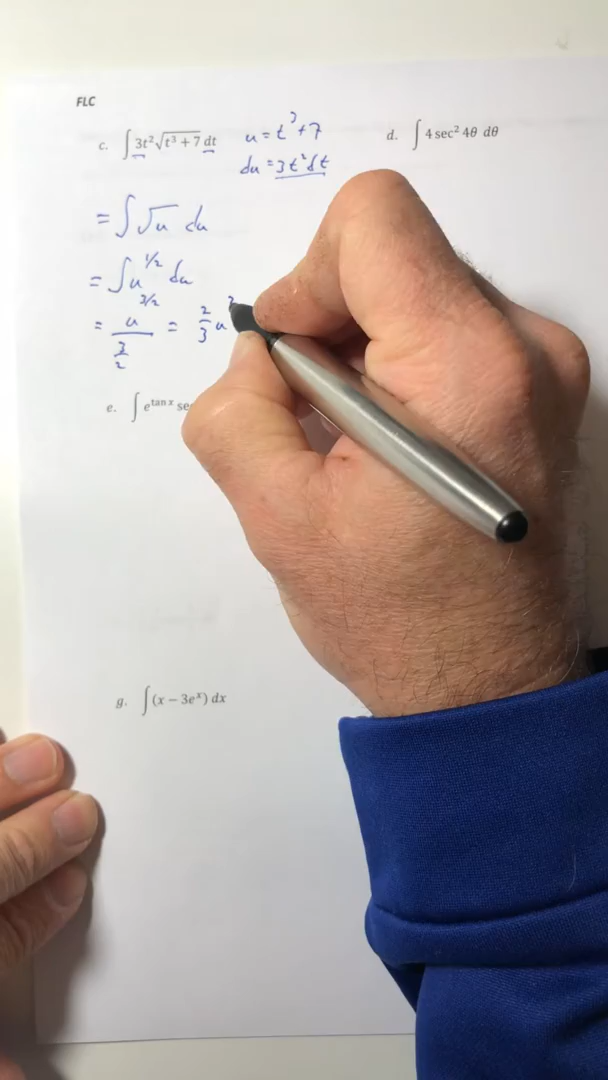 FLC
c. ∫ 3t²√(t³ + 7) dt
u = t³ + 7
du = 3t² dt
d. ∫ 4 sec² 4θ dθ
= ∫ √u du
= ∫ u^(1/2) du
= u^(3/2) / (3/2) = 2/3 u
e. ∫ e^(tan x)
g. ∫ (x − 3eˣ) dx